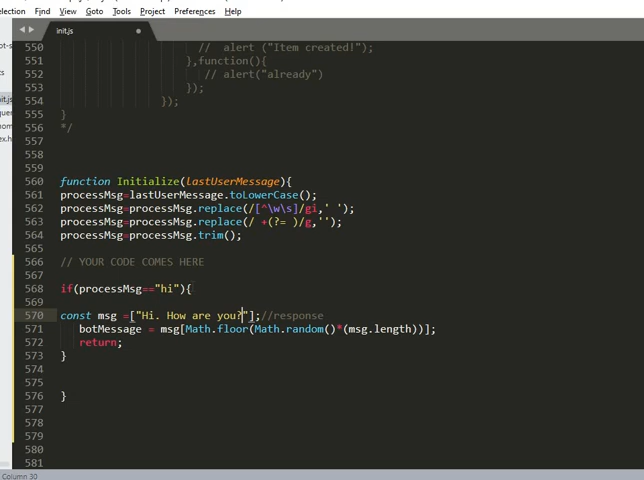 election Find View Goto Tools Project Preferences Help
init.js
550 // alert ("Item created!");
551 },function(){
552 // alert("already")
553 });
554 });
555 }
556 */
557
558
559
560 function Initialize(lastUserMessage){
561 processMsg=lastUserMessage.toLowerCase();
562 processMsg=processMsg.replace(/[^\w\s]/gi,' ');
563 processMsg=processMsg.replace(/ +(?= )/g,'');
564 processMsg=processMsg.trim();
565
566 // YOUR CODE COMES HERE
567
568 if(processMsg=="hi"){
569
570 const msg =["Hi. How are you?"];//response
571 botMessage = msg[Math.floor(Math.random()*(msg.length))];
572 return;
573 }
574
575
576 }
577
578
579
580
581
Column 30